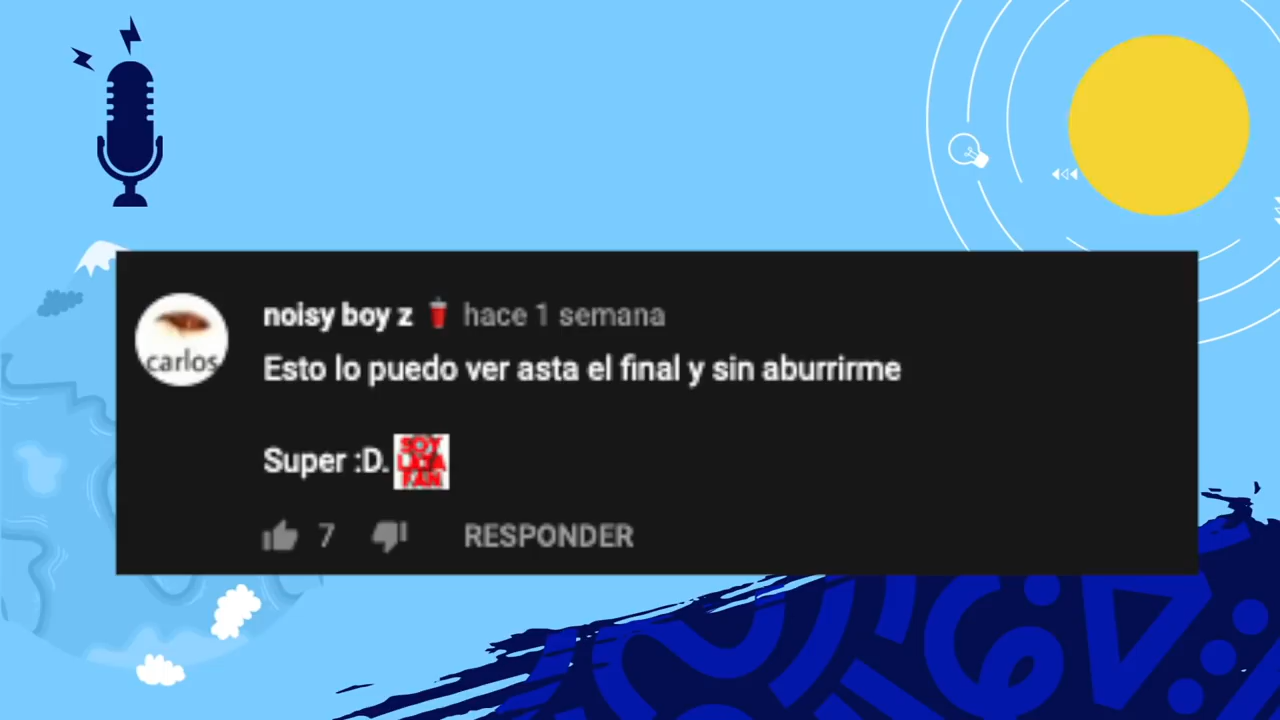 noisy boy z hace 1 semana
carlos
Esto lo puedo ver asta el final y sin aburrirme
Super :D.
SOY
FAN
7 RESPONDER